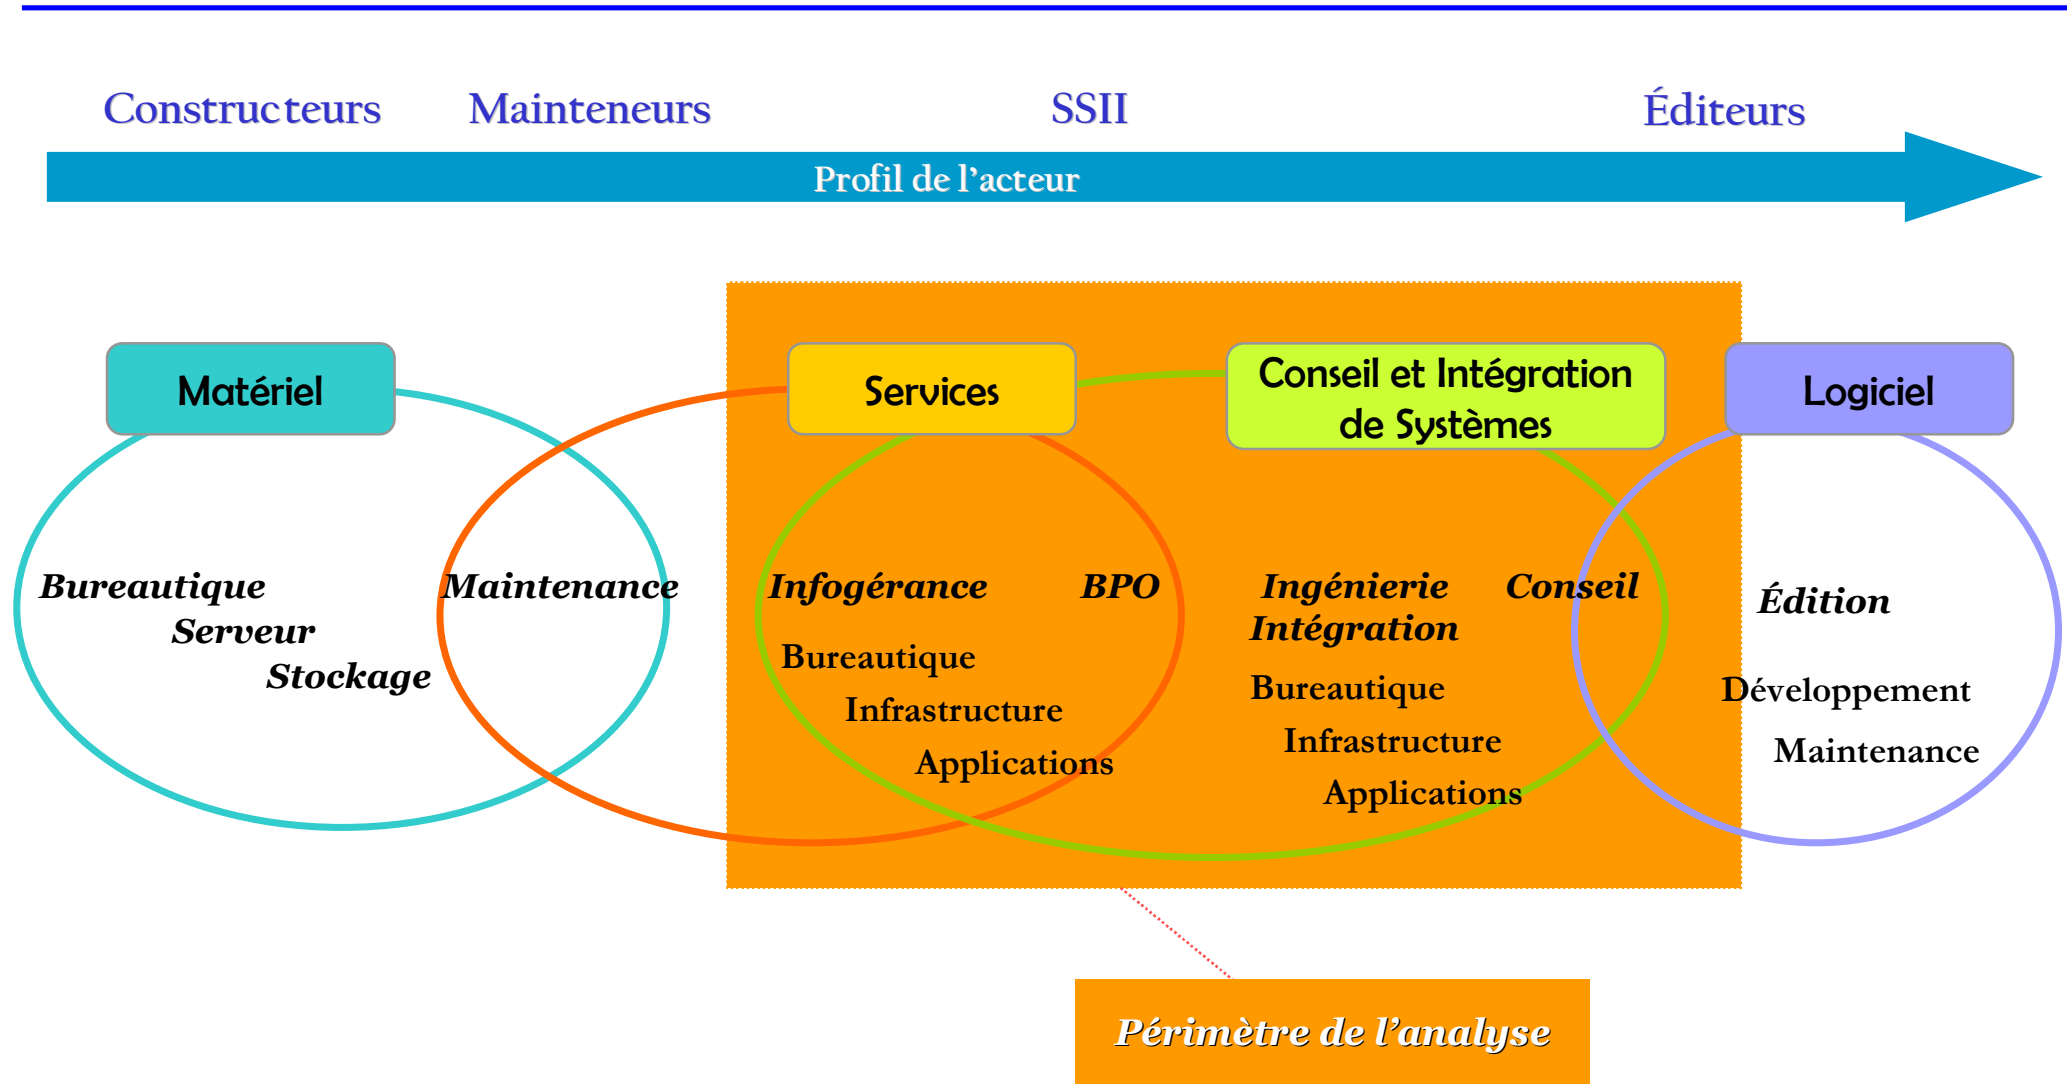 Constructeurs Mainteneurs SSII Éditeurs
Profil de l'acteur
Matériel
Services
Conseil et Intégration
de Systèmes
Logiciel
Bureautique
Serveur
Stockage
Maintenance
Infogérance
Bureautique
Infrastructure
Applications
BPO
Ingénierie
Intégration
Bureautique
Infrastructure
Applications
Conseil
Édition
Développement
Maintenance
Périmètre de l'analyse